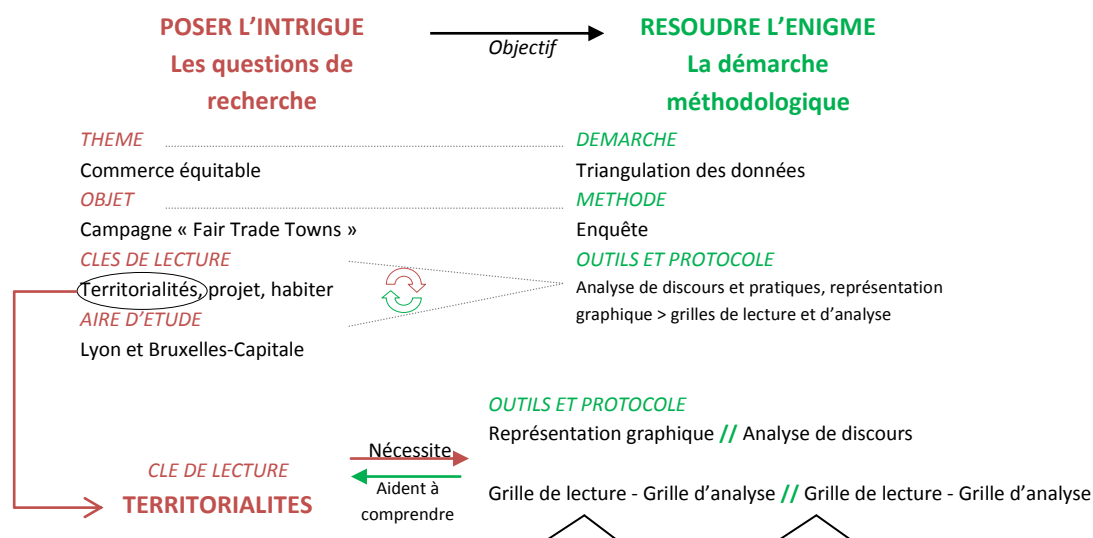 POSER L'INTRIGUE
Les questions de
recherche
Objectif
RESOUDRE L'ENIGME
La démarche
méthodologique
THEME
Commerce équitable
OBJET
Campagne « Fair Trade Towns »
CLES DE LECTURE
Territorialités, projet, habiter
AIRE D'ETUDE
Lyon et Bruxelles-Capitale
DEMARCHE
Triangulation des données
METHODE
Enquête
OUTILS ET PROTOCOLE
Analyse de discours et pratiques, représentation
graphique > grilles de lecture et d'analyse
CLE DE LECTURE
TERRITORIALITES
Nécessite
Aident à
comprendre
OUTILS ET PROTOCOLE
Représentation graphique // Analyse de discours
Grille de lecture - Grille d'analyse // Grille de lecture - Grille d'analyse